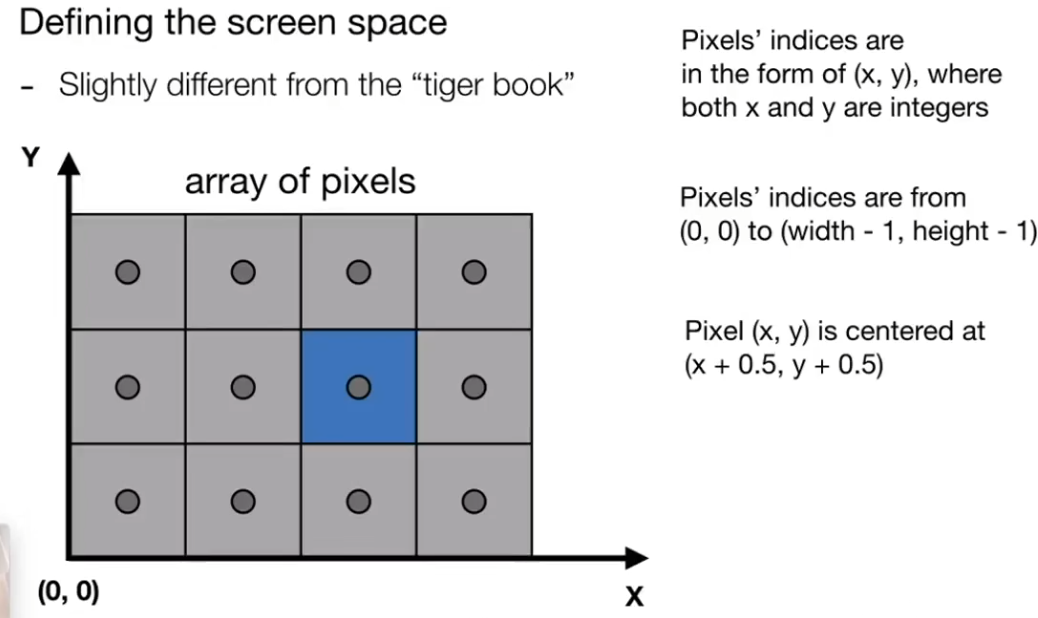 Defining the screen space
- Slightly different from the “tiger book”
Pixels’ indices are
in the form of (x, y), where
both x and y are integers
Pixels’ indices are from
(0, 0) to (width - 1, height - 1)
Pixel (x, y) is centered at
(x + 0.5, y + 0.5)
Y
array of pixels
(0, 0)
X